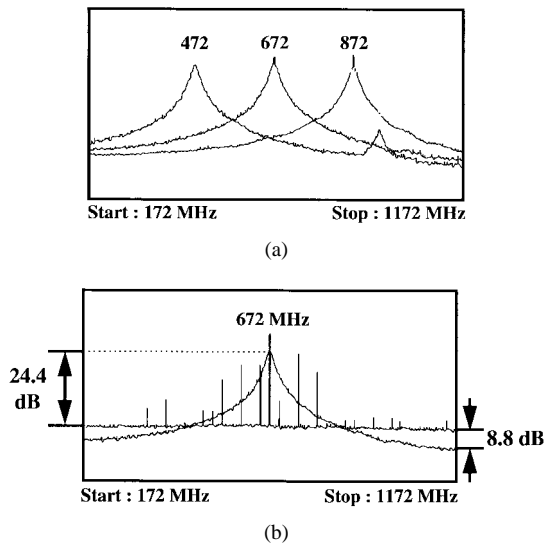 472 672 872
Start : 172 MHz Stop : 1172 MHz
(a)
672 MHz
24.4
dB
8.8 dB
Start : 172 MHz Stop : 1172 MHz
(b)